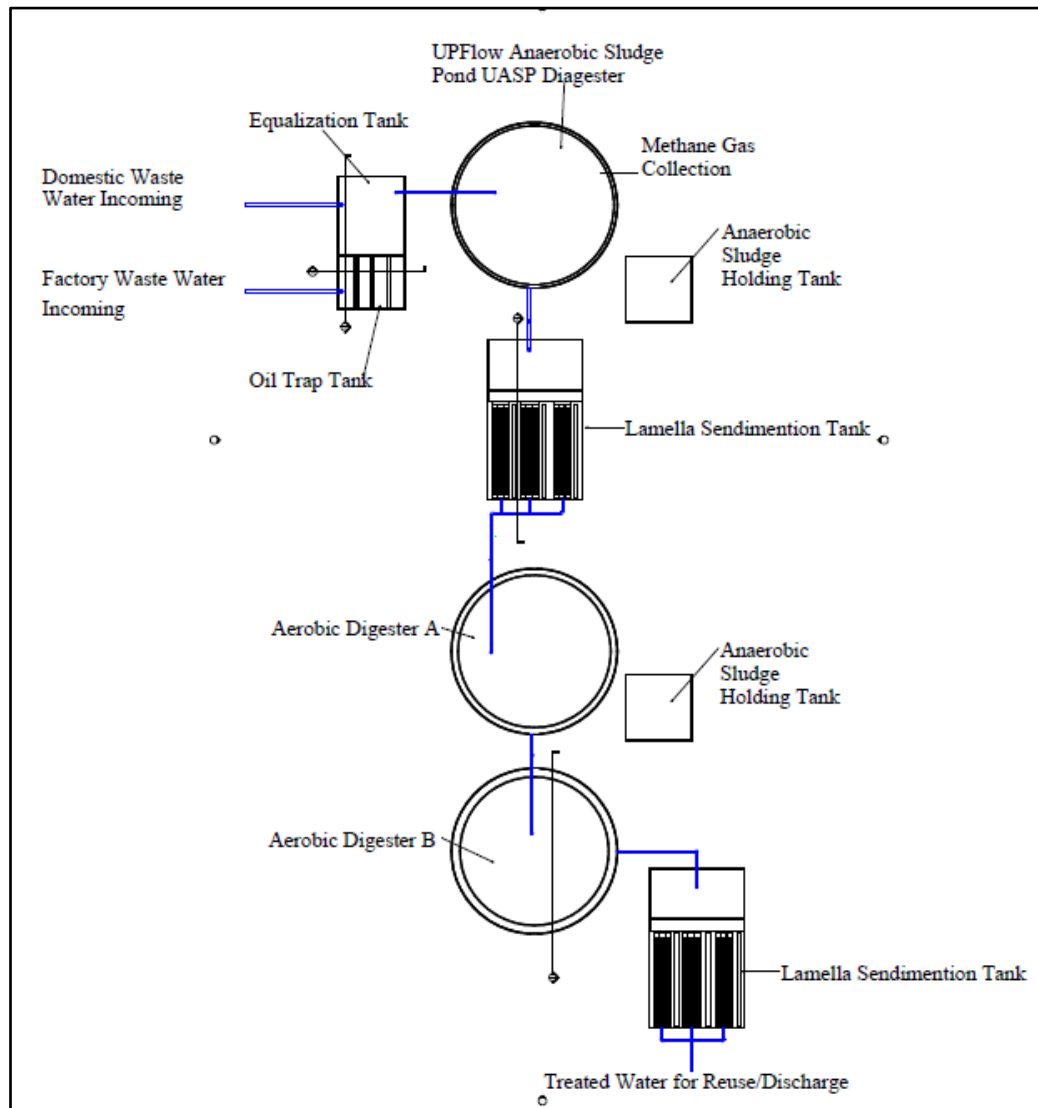 UPFlow Anaerobic Sludge
Pond UASP Diagester
Equalization Tank
Methane Gas
Collection
Domestic Waste
Water Incoming
Anaerobic
Sludge
Holding Tank
Factory Waste Water
Incoming
Oil Trap Tank
Lamella Sendimention Tank
Aerobic Digester A
Anaerobic
Sludge
Holding Tank
Aerobic Digester B
Lamella Sendimention Tank
Treated Water for Reuse/Discharge